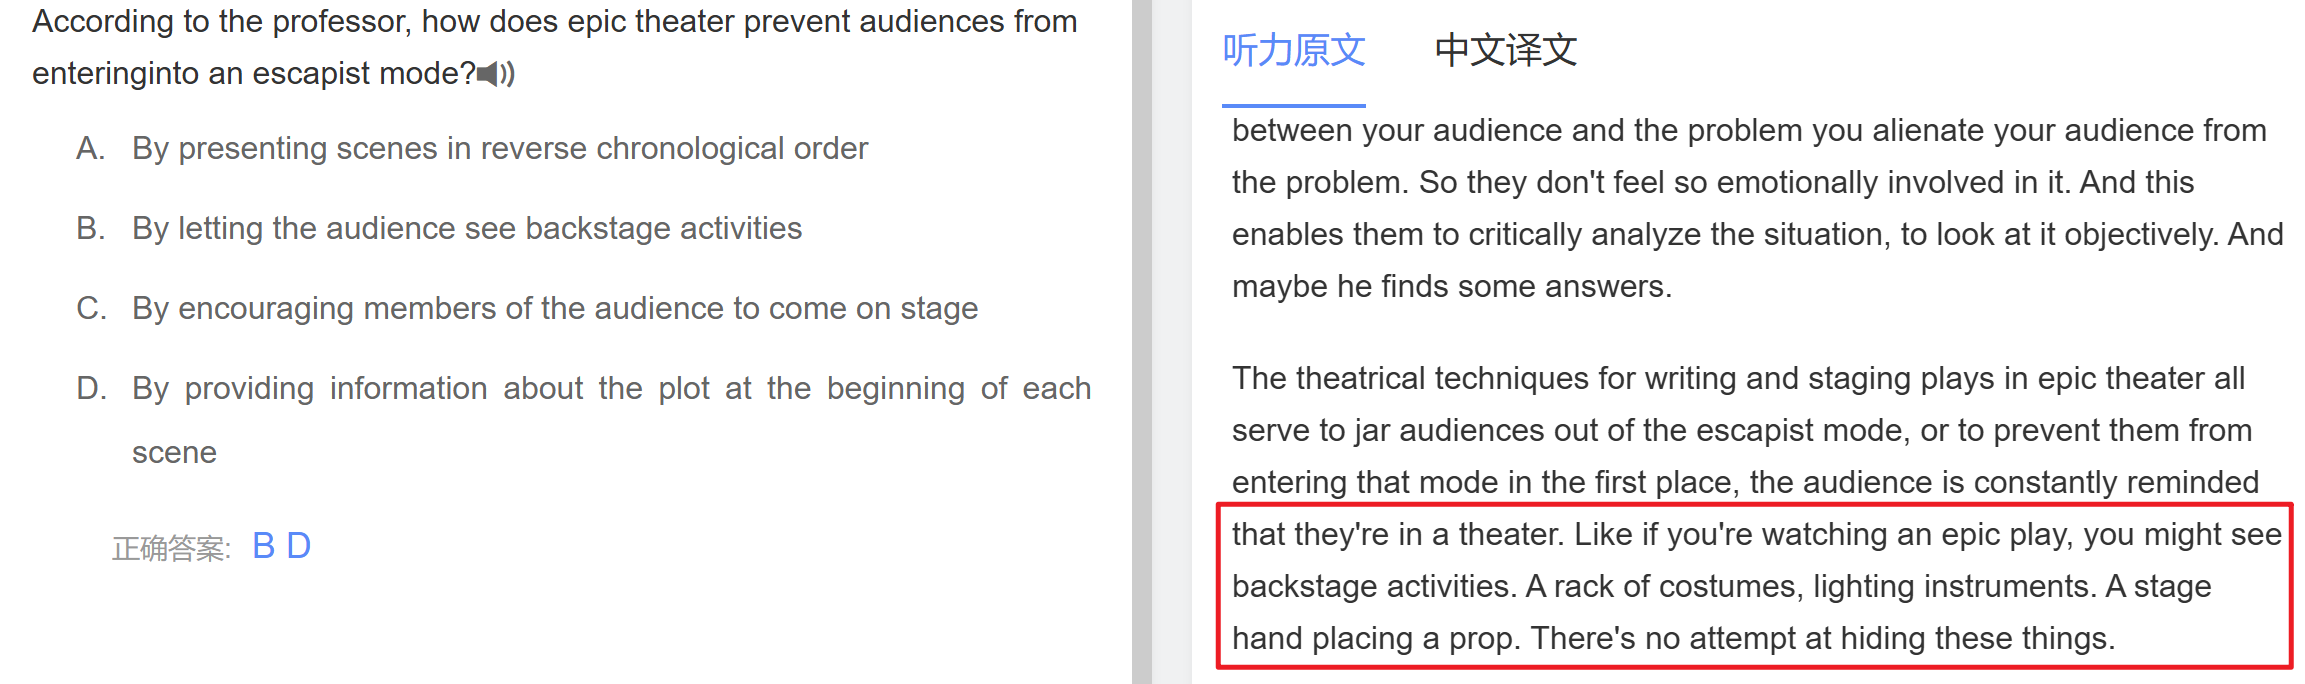 According to the professor, how does epic theater prevent audiences from
enteringinto an escapist mode?
A. By presenting scenes in reverse chronological order
B. By letting the audience see backstage activities
C. By encouraging members of the audience to come on stage
D. By providing information about the plot at the beginning of each
scene
正确答案: B D
听力原文 中文译文
between your audience and the problem you alienate your audience from
the problem. So they don't feel so emotionally involved in it. And this
enables them to critically analyze the situation, to look at it objectively. And
maybe he finds some answers.
The theatrical techniques for writing and staging plays in epic theater all
serve to jar audiences out of the escapist mode, or to prevent them from
entering that mode in the first place, the audience is constantly reminded
that they're in a theater. Like if you're watching an epic play, you might see
backstage activities. A rack of costumes, lighting instruments. A stage
hand placing a prop. There's no attempt at hiding these things.